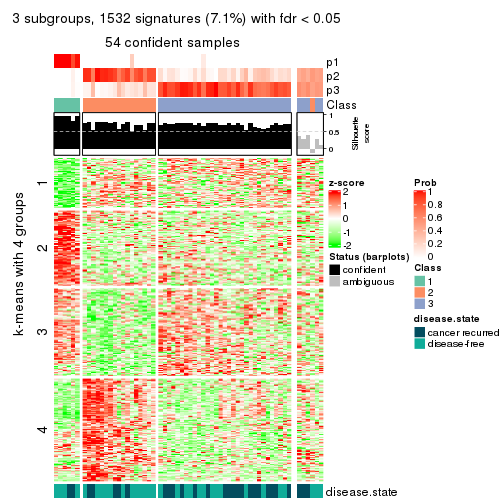 3 subgroups, 1532 signatures (7.1%) with fdr < 0.05
54 confident samples
p1
p2
p3
Class
1
0.5
0
Silhouette
score
k-means with 4 groups
1
2
3
4
z-score
2
1
0
-1
-2
Status (barplots)
confident
ambiguous
Prob
1
0.8
0.6
0.4
0.2
0
Class
1
2
3
disease.state
cancer recurred
disease-free
disease.state